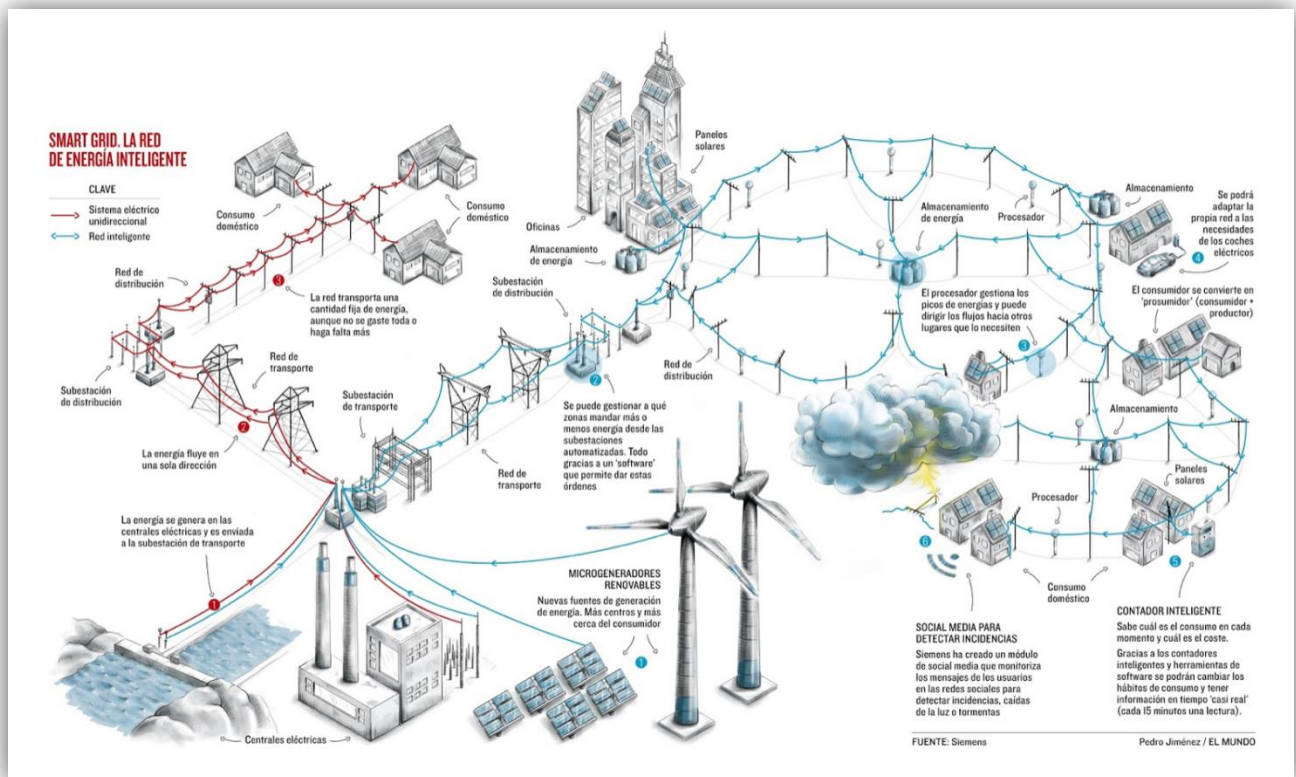 SMART GRID. LA RED
DE ENERGÍA INTELIGENTE
CLAVE
Sistema eléctrico
unidireccional
Red inteligente
Consumo
doméstico
Consumo
doméstico
Red de
distribución
3
La red transporta una
cantidad fija de energía,
aunque no se gaste toda o
haga falta más
Subestación
de distribución
Red de
transporte
2
La energía fluye en
una sola dirección
La energía se genera en las
centrales eléctricas y es enviada
a la subestación de transporte
1
Centrales eléctricas
Subestación
de transporte
Red de
transporte
MICROGENERADORES
RENOVABLES
Nuevas fuentes de generación
de energía. Más centros y más
cerca del consumidor
1
Subestación
de distribución
2
Se puede gestionar a qué
zonas mandar más o
menos energía desde las
subestaciones
automatizadas. Todo
gracias a un 'software'
que permite dar estas
órdenes
Oficinas
Paneles
solares
Almacenamiento
de energía
Red de
distribución
Almacenamiento
de energía
Procesador
El procesador gestiona los
picos de energías y puede
dirigir los flujos hacia otros
lugares que lo necesiten
3
Almacenamiento
Se podrá
adaptar la
propia red a las
necesidades
de los coches
eléctricos
4
El consumidor se convierte en
'prosumidor' (consumidor +
productor)
Almacenamiento
Paneles
solares
Procesador
5
6
Consumo
doméstico
SOCIAL MEDIA PARA
DETECTAR INCIDENCIAS
Siemens ha creado un módulo
de social media que monitoriza
los mensajes de los usuarios
en las redes sociales para
detectar incidencias, caídas
de la luz o tormentas
CONTADOR INTELIGENTE
Sabe cuál es el consumo en cada
momento y cuál es el coste.
Gracias a los contadores
inteligentes y herramientas de
software se podrán cambiar los
hábitos de consumo y tener
información en tiempo 'casi real'
(cada 15 minutos una lectura).
FUENTE: Siemens
Pedro Jiménez / EL MUNDO